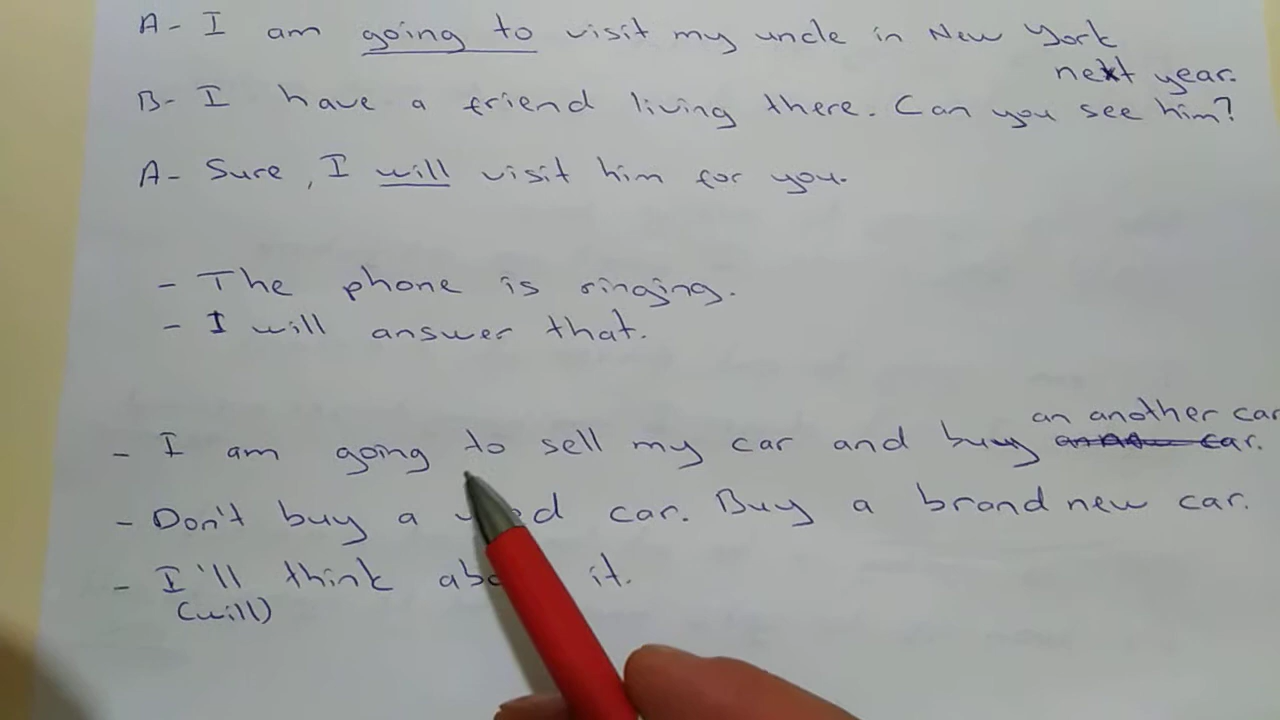 A- I am going to visit my uncle in New York
next year.
B- I have a friend living there. Can you see him?
A- Sure, I will visit him for you.
- The phone is ringing.
- I will answer that.
an another car
- I am going to sell my car and buy car.
- Don't buy a car. Buy a brand new car.
- I'll think it.
(will)